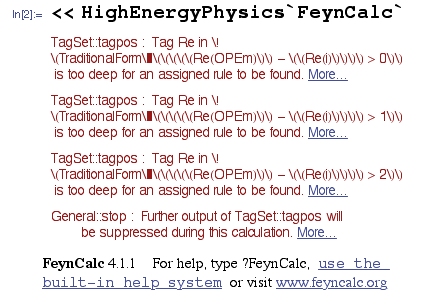 In[2]:= << HighEnergyPhysics`FeynCalc`
TagSet::tagpos : Tag Re in \!
\(TraditionalForm\`\(\(\(\(\(Re(OPEm)\)\) – \(\(Re(i)\)\)\)\) > 0\)\)
is too deep for an assigned rule to be found. More…
TagSet::tagpos : Tag Re in \!
\(TraditionalForm\`\(\(\(\(\(Re(OPEm)\)\) – \(\(Re(i)\)\)\)\) > 1\)\)
is too deep for an assigned rule to be found. More…
TagSet::tagpos : Tag Re in \!
\(TraditionalForm\`\(\(\(\(\(Re(OPEm)\)\) – \(\(Re(i)\)\)\)\) > 2\)\)
is too deep for an assigned rule to be found. More…
General::stop : Further output of TagSet::tagpos will
be suppressed during this calculation. More…
FeynCalc 4.1.1 For help, type ?FeynCalc, use the
built-in help system or visit www.feyncalc.org